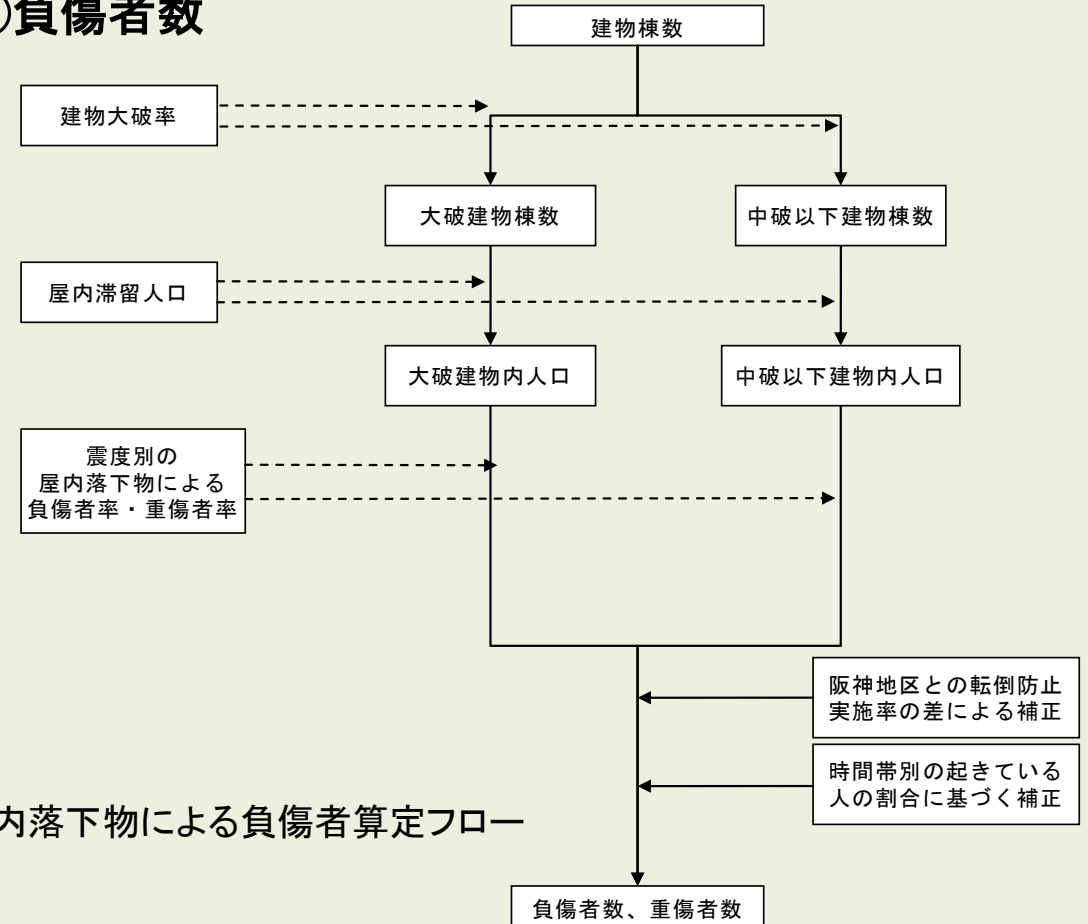 負傷者数
建物棟数
建物大破率
大破建物棟数
中破以下建物棟数
屋内滞留人口
大破建物内人口
中破以下建物内人口
震度別の
屋内落下物による
負傷者率・重傷者率
阪神地区との転倒防止
実施率の差による補正
時間帯別の起きている
人の割合に基づく補正
内落下物による負傷者算定フロー
負傷者数、重傷者数